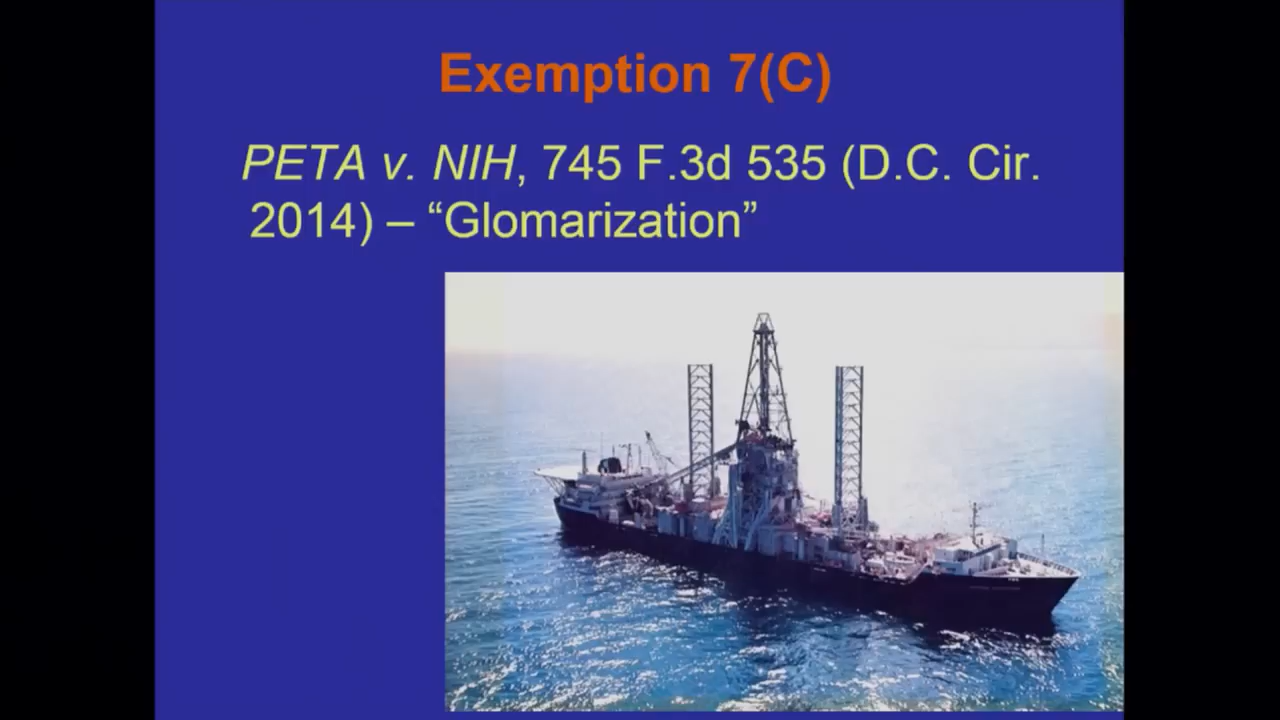 Exemption 7(C)
PETA v. NIH, 745 F.3d 535 (D.C. Cir.
2014) – “Glomarization”